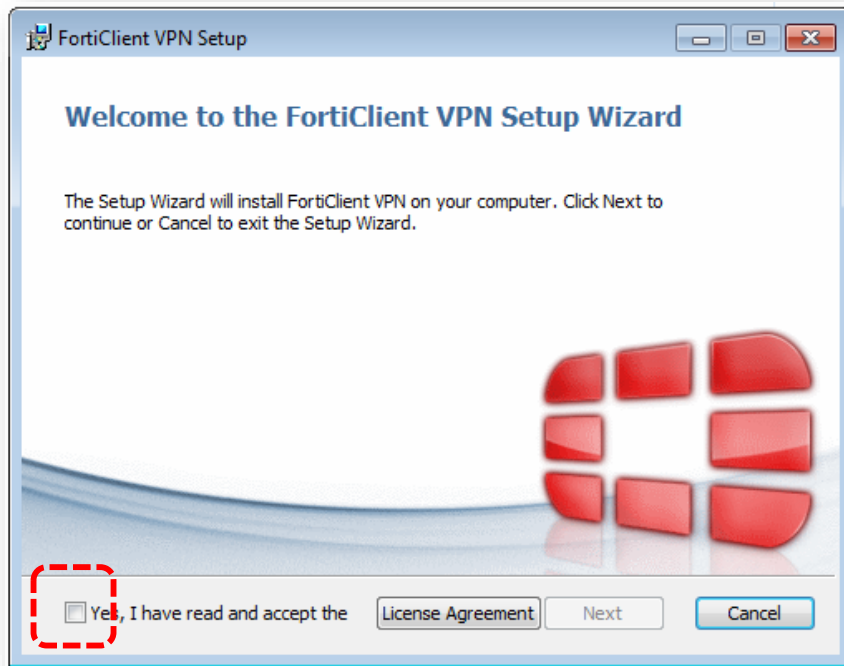 FortiClient VPN Setup
Welcome to the FortiClient VPN Setup Wizard
The Setup Wizard will install FortiClient VPN on your computer. Click Next to
continue or Cancel to exit the Setup Wizard.
Yes, I have read and accept the License Agreement Next Cancel